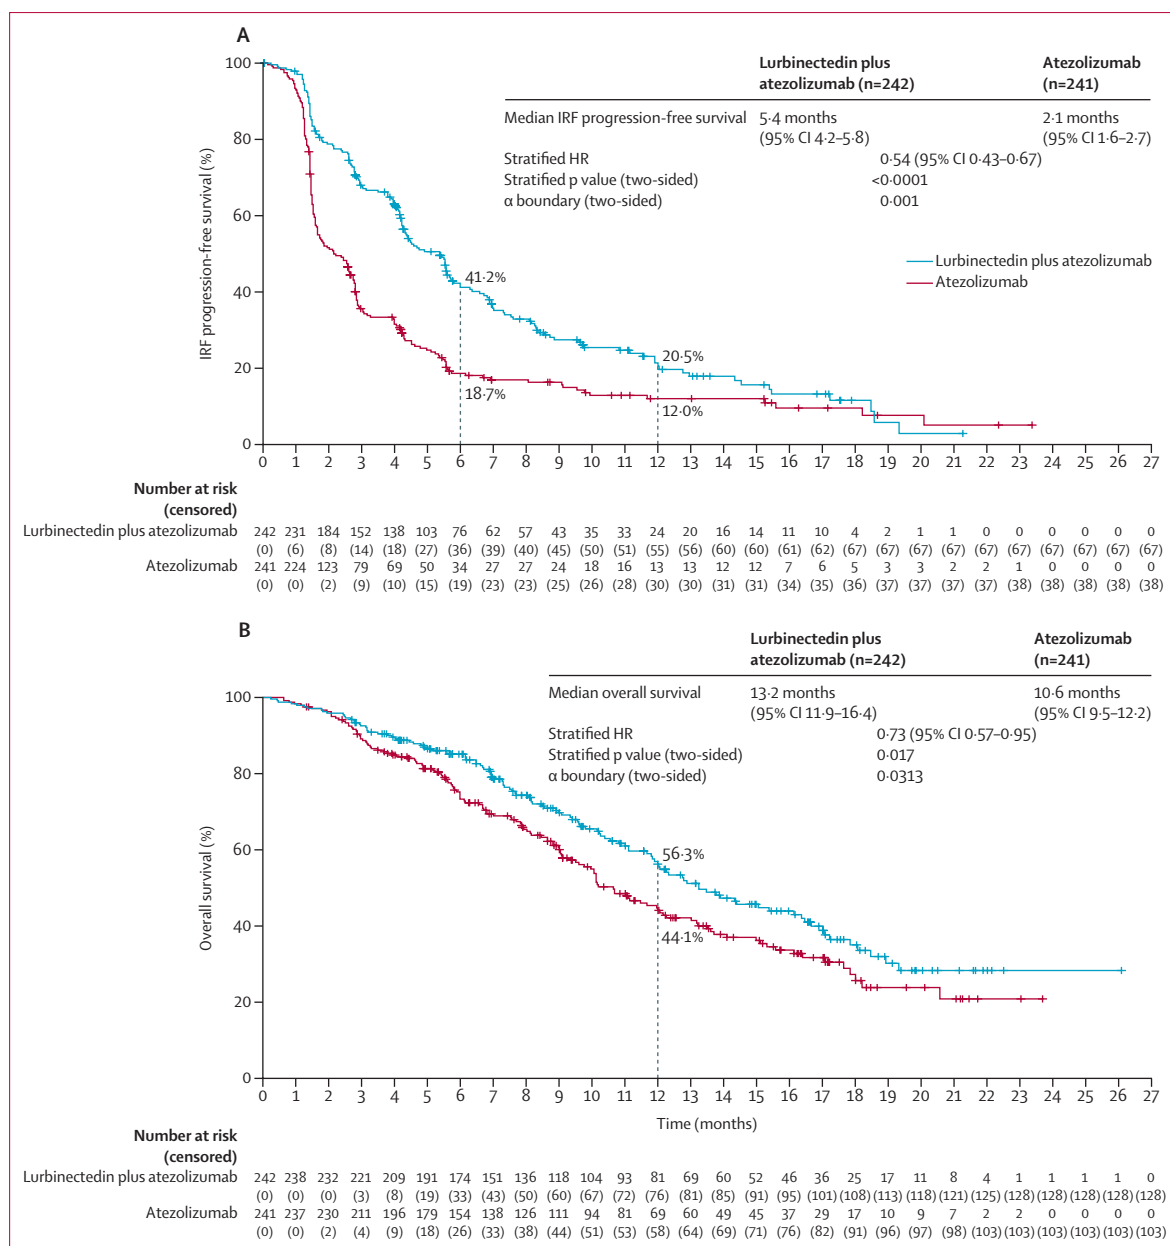 A
Lurbinectedin plus atezolizumab (n=242)
Atezolizumab (n=241)
Median IRF progression-free survival 5·4 months (95% CI 4·2–5·8) 2·1 months (95% CI 1·6–2·7)
Stratified HR 0·54 (95% CI 0·43–0·67)
Stratified p value (two-sided) <0·0001
α boundary (two-sided) 0·001
Lurbinectedin plus atezolizumab
Atezolizumab
IRF progression-free survival (%)
100
80
60
40
20
0
41·2%
18·7%
20·5%
12·0%
0 1 2 3 4 5 6 7 8 9 10 11 12 13 14 15 16 17 18 19 20 21 22 23 24 25 26 27
Number at risk
(censored)
Lurbinectedin plus atezolizumab 242 231 184 152 138 103 76 62 57 43 35 33 24 20 16 14 11 10 4 2 1 1 0 0 0 0 0 0
(0) (6) (8) (14) (18) (27) (36) (39) (40) (45) (50) (51) (55) (56) (60) (60) (61) (62) (67) (67) (67) (67) (67) (67) (67) (67) (67) (67)
Atezolizumab 241 224 123 79 69 50 34 27 27 24 18 16 13 13 12 12 7 6 5 3 3 2 2 1 0 0 0 0
(0) (0) (2) (9) (10) (15) (19) (23) (23) (25) (26) (28) (30) (30) (31) (31) (34) (35) (36) (37) (37) (37) (37) (38) (38) (38) (38) (38)
B
Lurbinectedin plus atezolizumab (n=242)
Atezolizumab (n=241)
Median overall survival 13·2 months (95% CI 11·9–16·4) 10·6 months (95% CI 9·5–12·2)
Stratified HR 0·73 (95% CI 0·57–0·95)
Stratified p value (two-sided) 0·017
α boundary (two-sided) 0·0313
Overall survival (%)
100
80
60
40
20
0
56·3%
44·1%
0 1 2 3 4 5 6 7 8 9 10 11 12 13 14 15 16 17 18 19 20 21 22 23 24 25 26 27
Time (months)
Number at risk
(censored)
Lurbinectedin plus atezolizumab 242 238 232 221 209 191 174 151 136 118 104 93 81 69 60 52 46 36 25 17 11 8 4 1 1 1 1 0
(0) (0) (0) (3) (8) (19) (33) (43) (50) (60) (67) (72) (76) (81) (85) (91) (95) (101) (108) (113) (118) (121) (125) (128) (128) (128) (128) (128)
Atezolizumab 241 237 230 211 196 179 154 138 126 111 94 81 69 60 49 45 37 29 17 10 9 7 2 2 0 0 0 0
(0) (0) (2) (4) (9) (18) (26) (33) (38) (44) (51) (53) (58) (64) (69) (71) (76) (82) (91) (96) (97) (98) (103) (103) (103) (103) (103) (103)